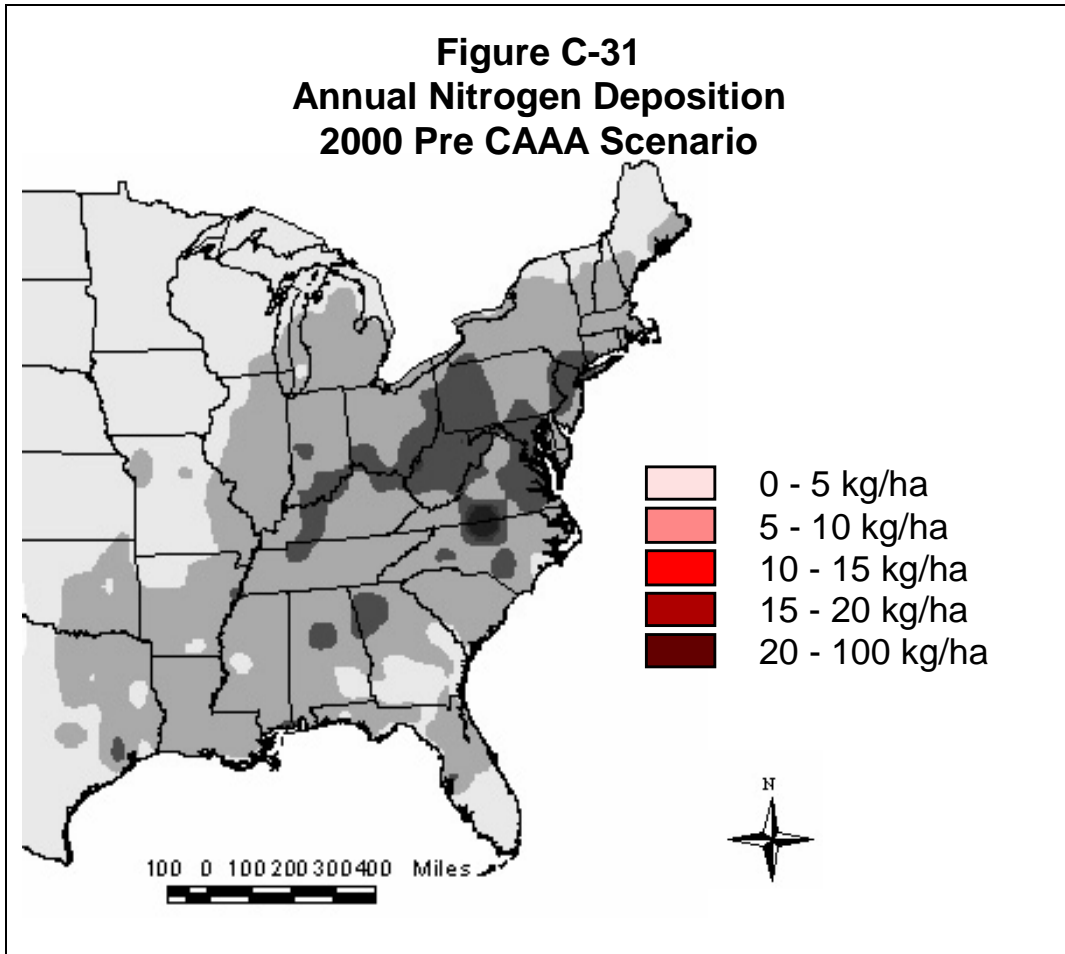 Figure C-31
Annual Nitrogen Deposition
2000 Pre CAAA Scenario
0 - 5 kg/ha
5 - 10 kg/ha
10 - 15 kg/ha
15 - 20 kg/ha
20 - 100 kg/ha
N
100 0 100 200 300 400 Miles